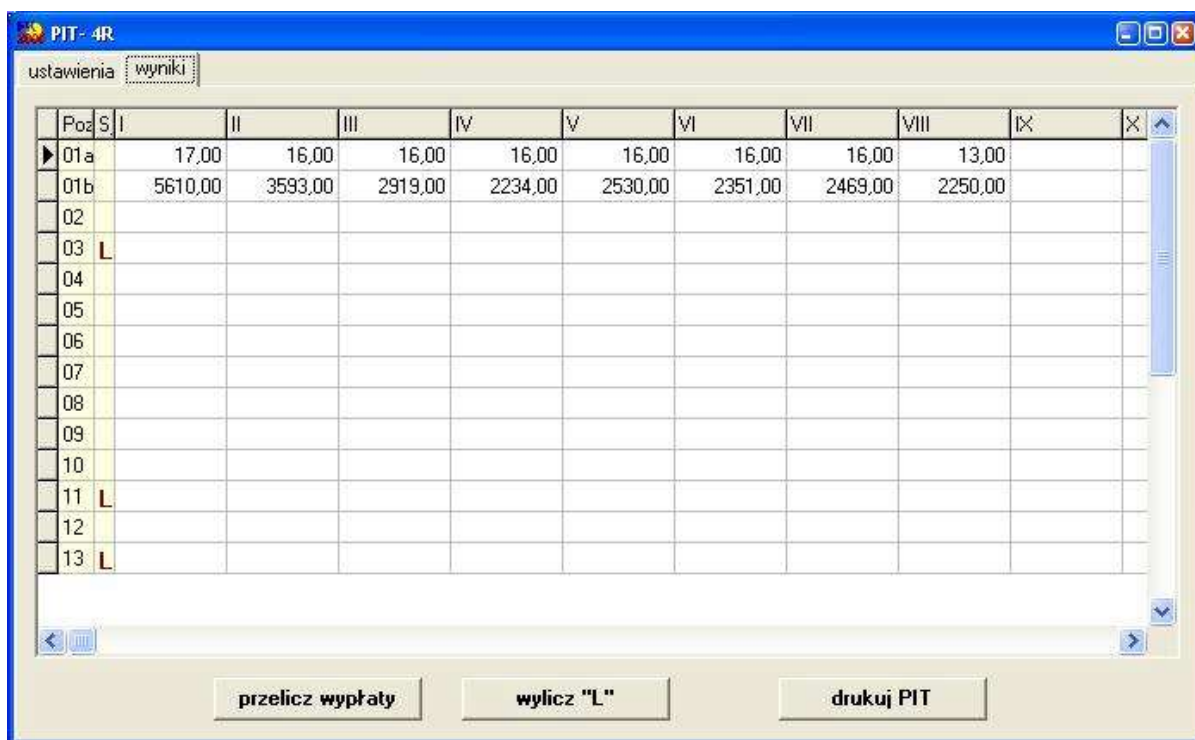 PIT- 4R
ustawienia wyniki
Poz S. I II III IV V VI VII VIII IX X
01a 17,00 16,00 16,00 16,00 16,00 16,00 16,00 13,00
01b 5610,00 3593,00 2919,00 2234,00 2530,00 2351,00 2469,00 2250,00
02
03 L
04
05
06
07
08
09
10
11 L
12
13 L
przelicz wypłaty wylicz "L" drukuj PIT